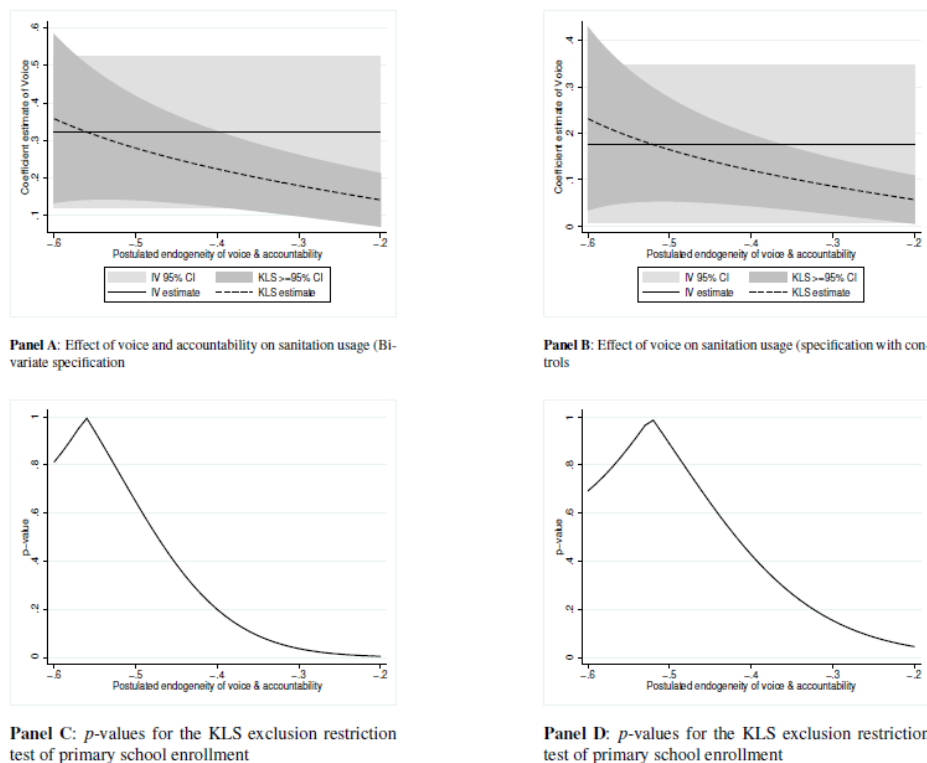 .6
.5
.4
.3
.2
.1
Coefficient estimate of Voice
-.6 -.5 -.4 -.3 -.2
Postulated endogeneity of voice & accountability
IV 95% CI KLS >=95% CI
IV estimate KLS estimate
Panel A: Effect of voice and accountability on sanitation usage (Bi-
variate specification
.4
.3
.2
.1
0
Coefficient estimate of Voice
-.6 -.5 -.4 -.3 -.2
Postulated endogeneity of voice & accountability
IV 95% CI KLS >=95% CI
IV estimate KLS estimate
Panel B: Effect of voice on sanitation usage (specification with con-
trols
1
.8
.6
.4
.2
0
p-value
-.6 -.5 -.4 -.3 -.2
Postulated endogeneity of voice & accountability
Panel C: p-values for the KLS exclusion restriction
test of primary school enrollment
1
.8
.6
.4
.2
0
p-value
-.6 -.5 -.4 -.3 -.2
Postulated endogeneity of voice & accountability
Panel D: p-values for the KLS exclusion restriction
test of primary school enrollment